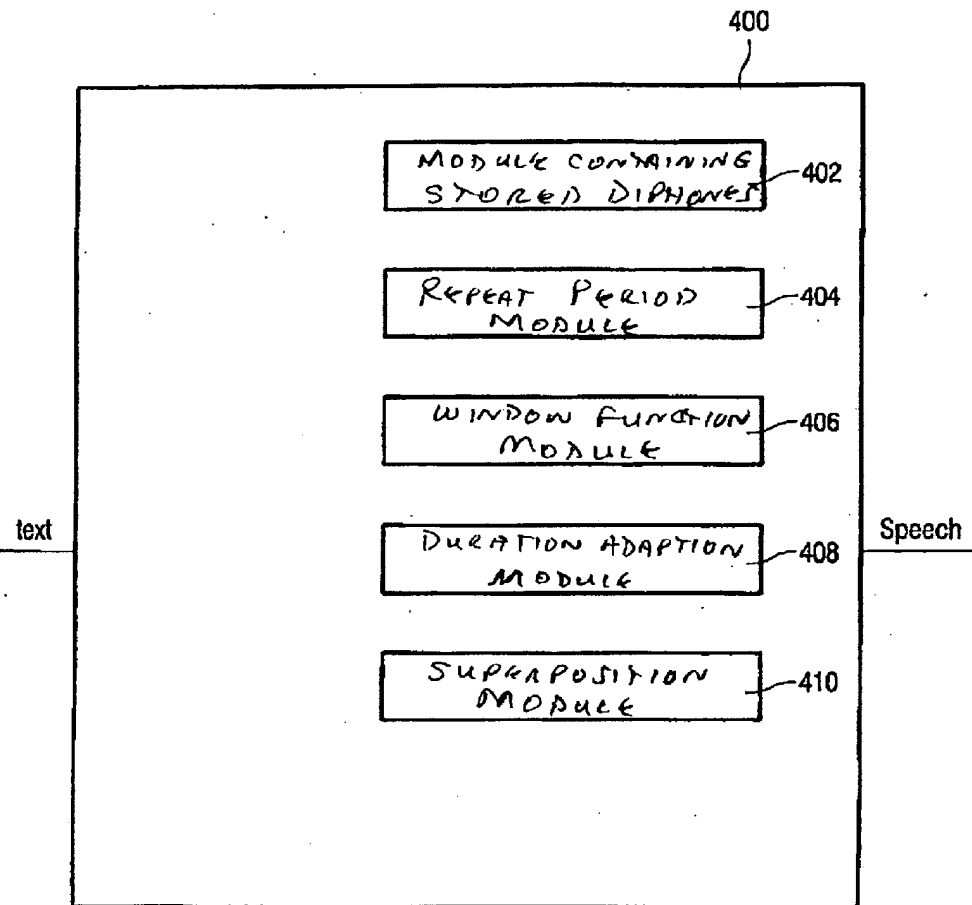 400
MODULE CONTAINING
STORED DIPHONES
402
REPEAT PERIOD
MODULE
404
WINDOW FUNCTION
MODULE
406
text
DURATION ADAPTION
MODULE
408
Speech
SUPERPOSITION
MODULE
410